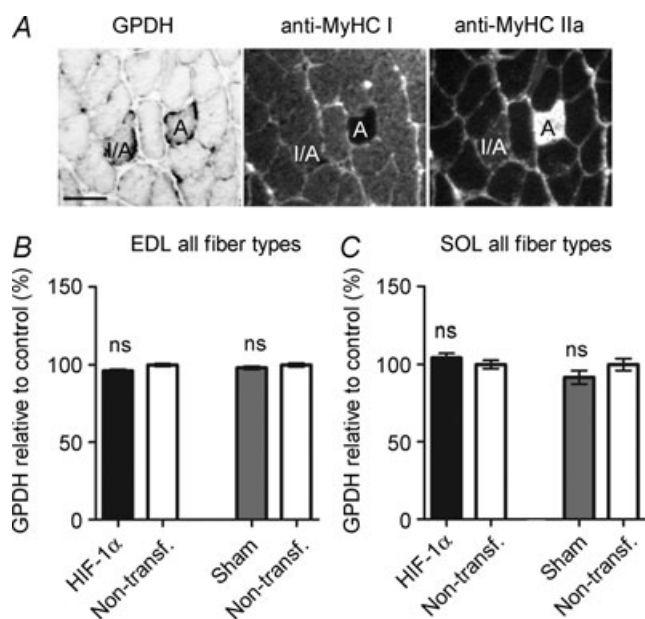 A
GPDH
anti-MyHC I
anti-MyHC IIa
I/A
A
I/A
A
I/A
A
B
EDL all fiber types
C
SOL all fiber types
GPDH relative to control (%)
150
100
50
0
ns
ns
HIF-1α
Non-transf.
Sham
Non-transf.
GPDH relative to control (%)
150
100
50
0
ns
ns
HIF-1α
Non-transf.
Sham
Non-transf.